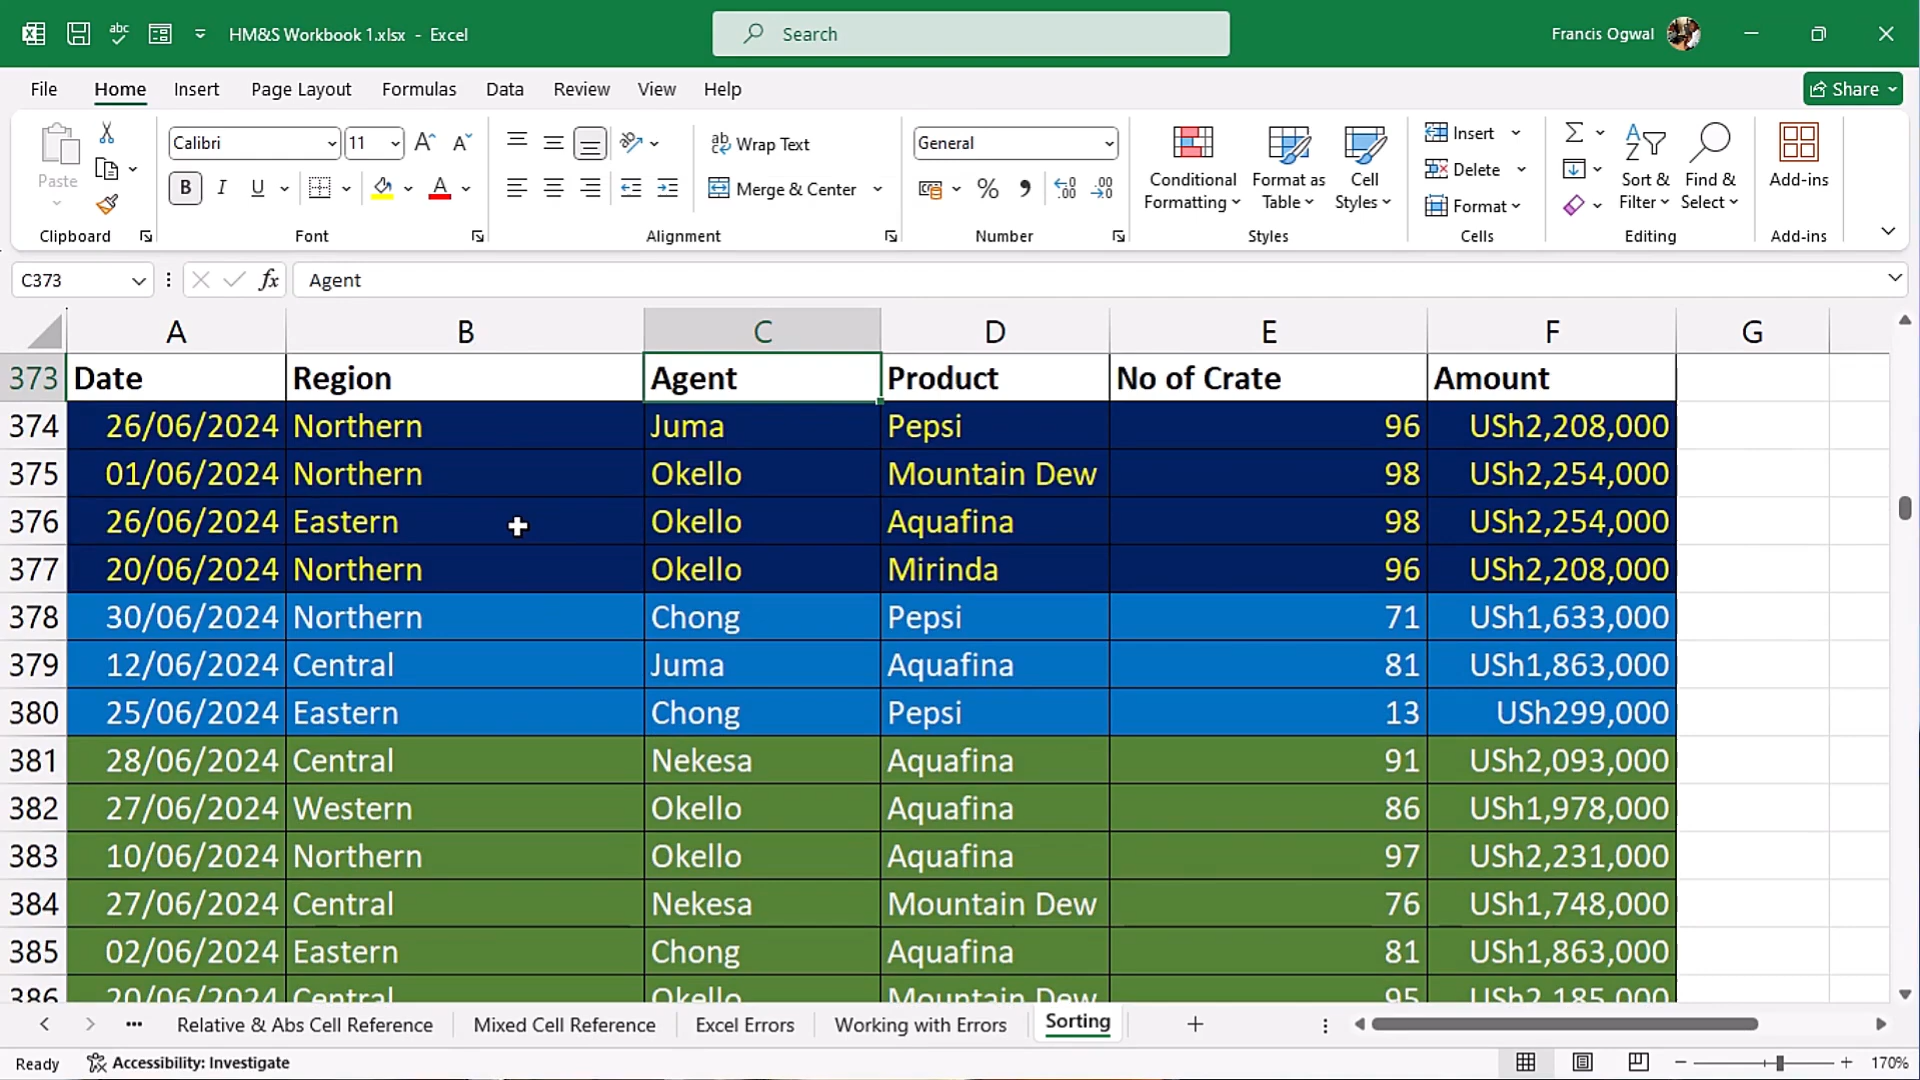 abc HM&S Workbook 1.xlsx - Excel Search Francis Ogwal
File Home Insert Page Layout Formulas Data Review View Help Share
Calibri 11 A^ Aˇ ab Wrap Text General Insert Σ
Paste B I U A Merge & Center % , Conditional Formatting Format as Table Cell Styles Delete Sort & Filter Find & Select Add-ins
Format
Clipboard Font Alignment Number Styles Cells Editing Add-ins
C373 fx Agent
A B C D E F G
373 Date Region Agent Product No of Crate Amount
374 26/06/2024 Northern Juma Pepsi 96 USh2,208,000
375 01/06/2024 Northern Okello Mountain Dew 98 USh2,254,000
376 26/06/2024 Eastern Okello Aquafina 98 USh2,254,000
377 20/06/2024 Northern Okello Mirinda 96 USh2,208,000
378 30/06/2024 Northern Chong Pepsi 71 USh1,633,000
379 12/06/2024 Central Juma Aquafina 81 USh1,863,000
380 25/06/2024 Eastern Chong Pepsi 13 USh299,000
381 28/06/2024 Central Nekesa Aquafina 91 USh2,093,000
382 27/06/2024 Western Okello Aquafina 86 USh1,978,000
383 10/06/2024 Northern Okello Aquafina 97 USh2,231,000
384 27/06/2024 Central Nekesa Mountain Dew 76 USh1,748,000
385 02/06/2024 Eastern Chong Aquafina 81 USh1,863,000
386 20/06/2024 Central Okello Mountain Dew 95 USh2,185,000
Relative & Abs Cell Reference Mixed Cell Reference Excel Errors Working with Errors Sorting
Ready Accessibility: Investigate 170%